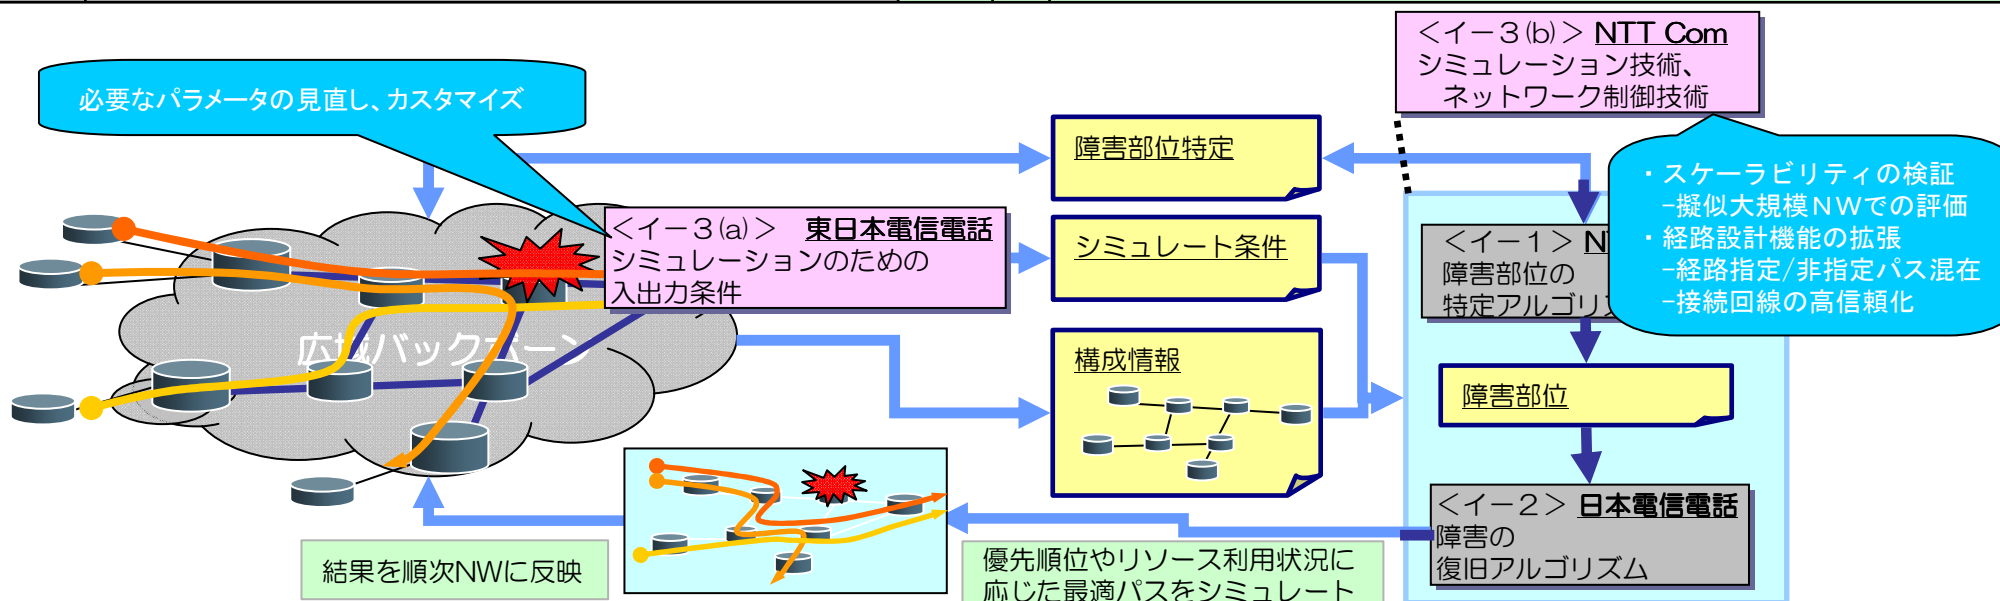 ＜イー３(b)＞ NTT Com
シミュレーション技術、
ネットワーク制御技術
必要なパラメータの見直し、カスタマイズ
障害部位特定
・スケーラビリティの検証
−擬似大規模ＮＷでの評価
・経路設計機能の拡張
−経路指定/非指定パス混在
−接続回線の高信頼化
＜イー３(a)＞ 東日本電信電話
シミュレーションのための
入出力条件
シミュレート条件
＜イー１＞
障害部位の
特定アルゴリ
広域バックボーン
構成情報
障害部位
＜イー２＞ 日本電信電話
障害の
復旧アルゴリズム
結果を順次NWに反映
優先順位やリソース利用状況に
応じた最適パスをシミュレート